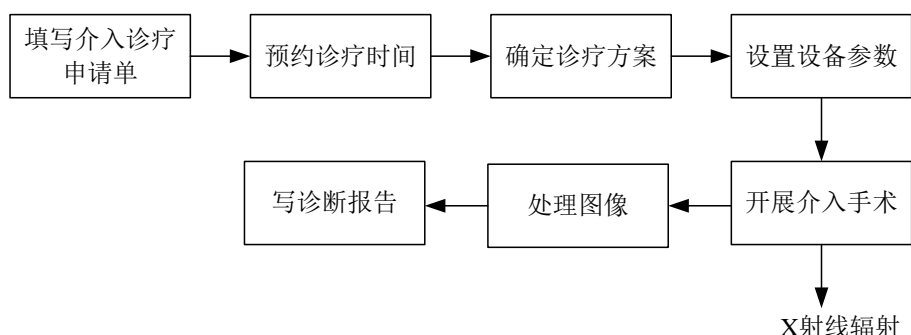 填写介入诊疗
申请单
预约诊疗时间
确定诊疗方案
设置设备参数
开展介入手术
处理图像
写诊断报告
X射线辐射